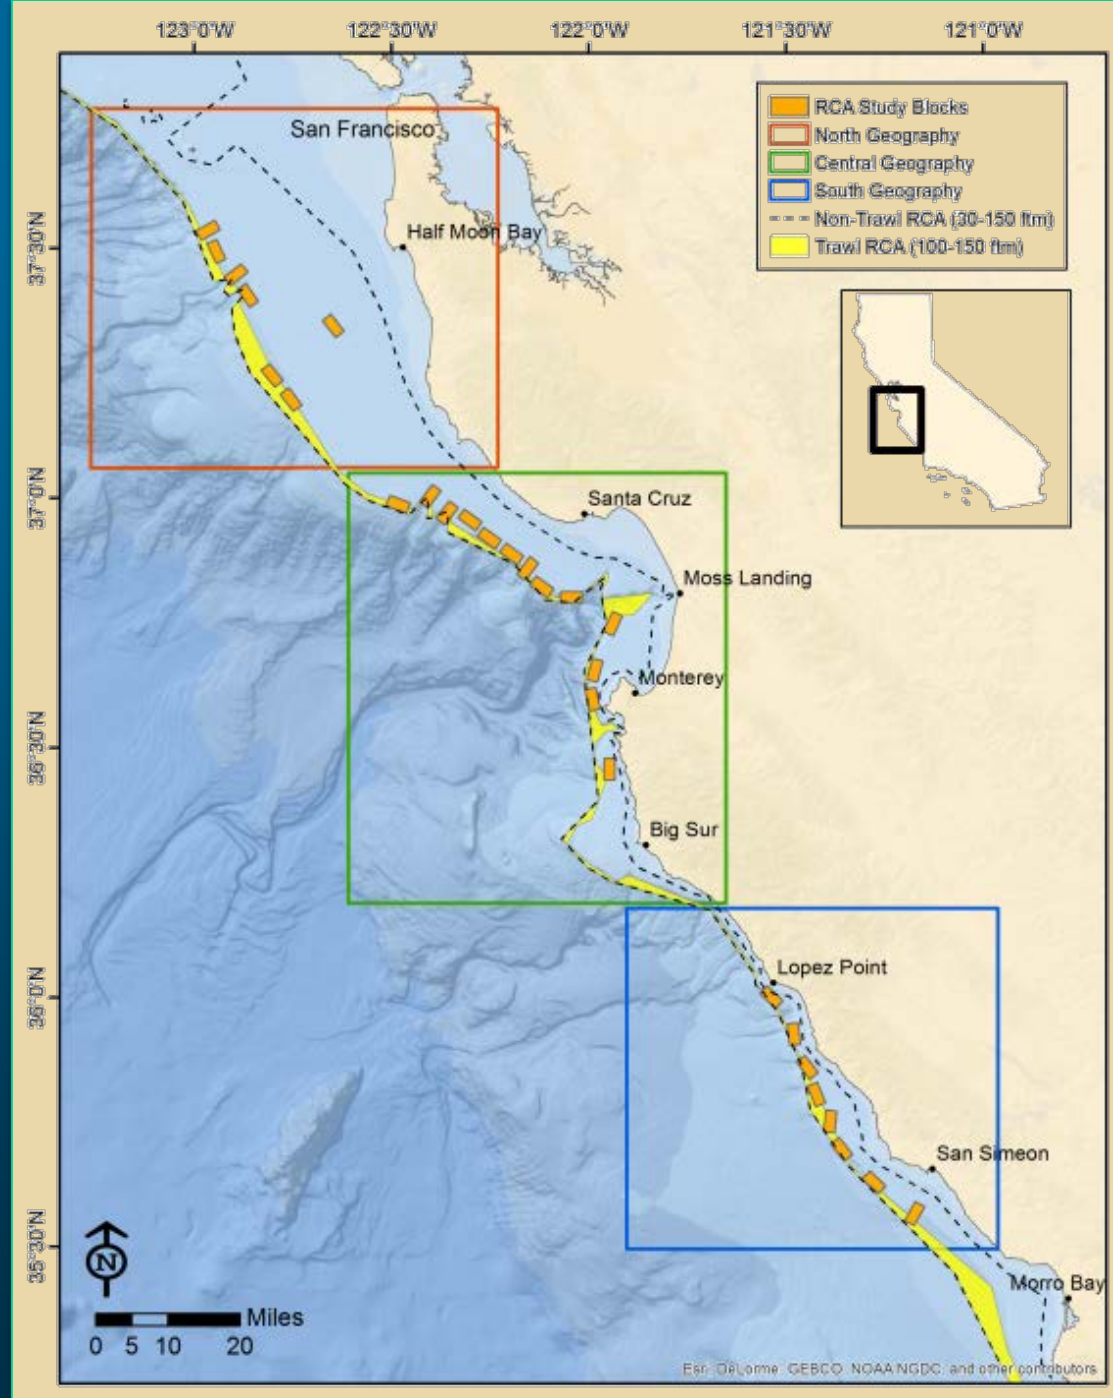 123°0'W 122°30'W 122°0'W 121°30'W 121°0'W
RCA Study Blocks
North Geography
Central Geography
South Geography
Non-Trawl RCA (30-150 ftm)
Trawl RCA (100-150 ftm)
San Francisco
37°30'N
Half Moon Bay
37°0'N
Santa Cruz
Moss Landing
Monterey
36°30'N
Big Sur
Lopez Point
36°0'N
San Simeon
35°30'N
N
Morro Bay
Miles
0 5 10 20
Esri, DeLorme, GEBCO, NOAA NGDC, and other contributors